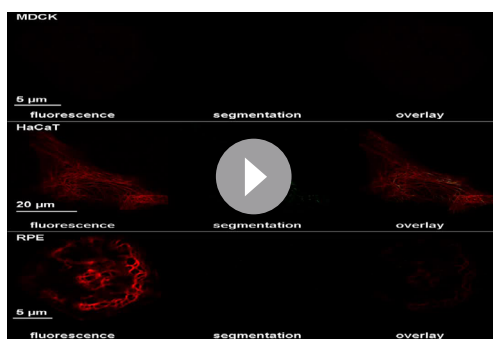 MDCK
5 µm
fluorescence segmentation overlay
HaCaT
20 µm
fluorescence segmentation overlay
RPE
5 µm
fluorescence segmentation overlay